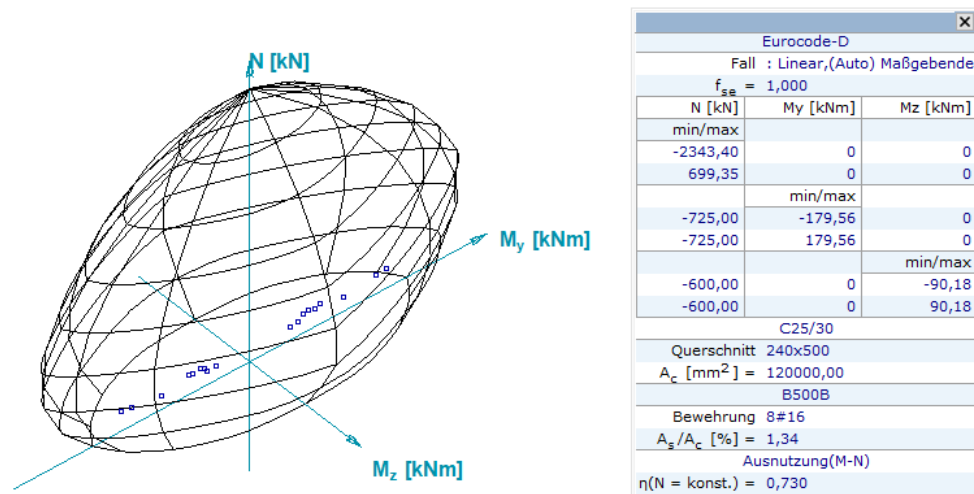 N [kN]
My [kNm]
Mz [kNm]
Eurocode-D
Fall : Linear,(Auto) Maßgebende
fse = 1,000
N [kN] My [kNm] Mz [kNm]
min/max
-2343,40 0 0
699,35 0 0
min/max
-725,00 -179,56 0
-725,00 179,56 0
min/max
-600,00 0 -90,18
-600,00 0 90,18
C25/30
Querschnitt 240x500
Ac [mm²] = 120000,00
B500B
Bewehrung 8#16
As/Ac [%] = 1,34
Ausnutzung(M-N)
η(N = konst.) = 0,730